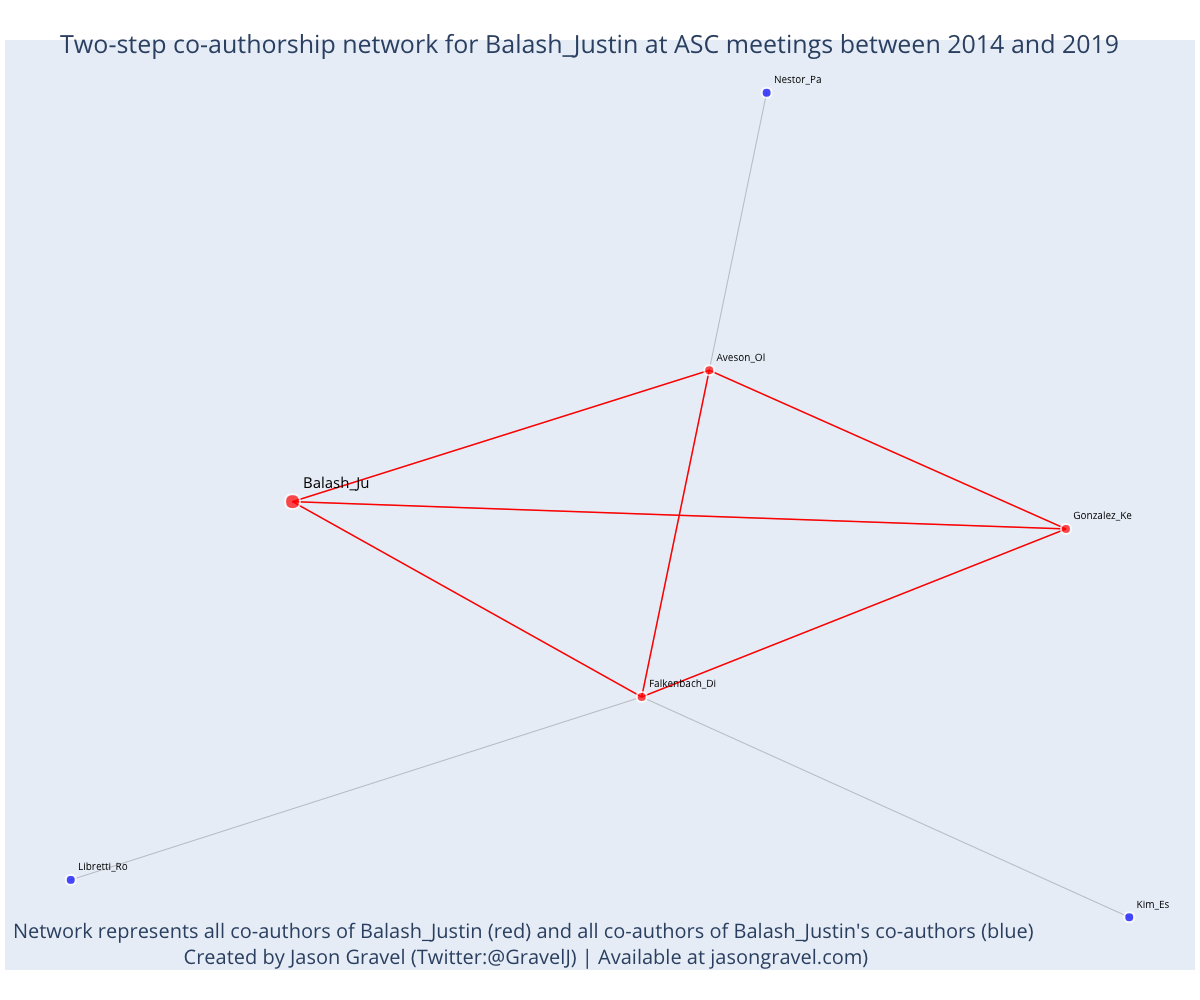 Two-step co-authorship network for Balash_Justin at ASC meetings between 2014 and 2019
Nestor_Pa
Aveson_Ol
Balash_Ju
Gonzalez_Ke
Falkenbach_Di
Libretti_Ro
Kim_Es
Network represents all co-authors of Balash_Justin (red) and all co-authors of Balash_Justin's co-authors (blue)
Created by Jason Gravel (Twitter:@GravelJ) | Available at jasongravel.com)